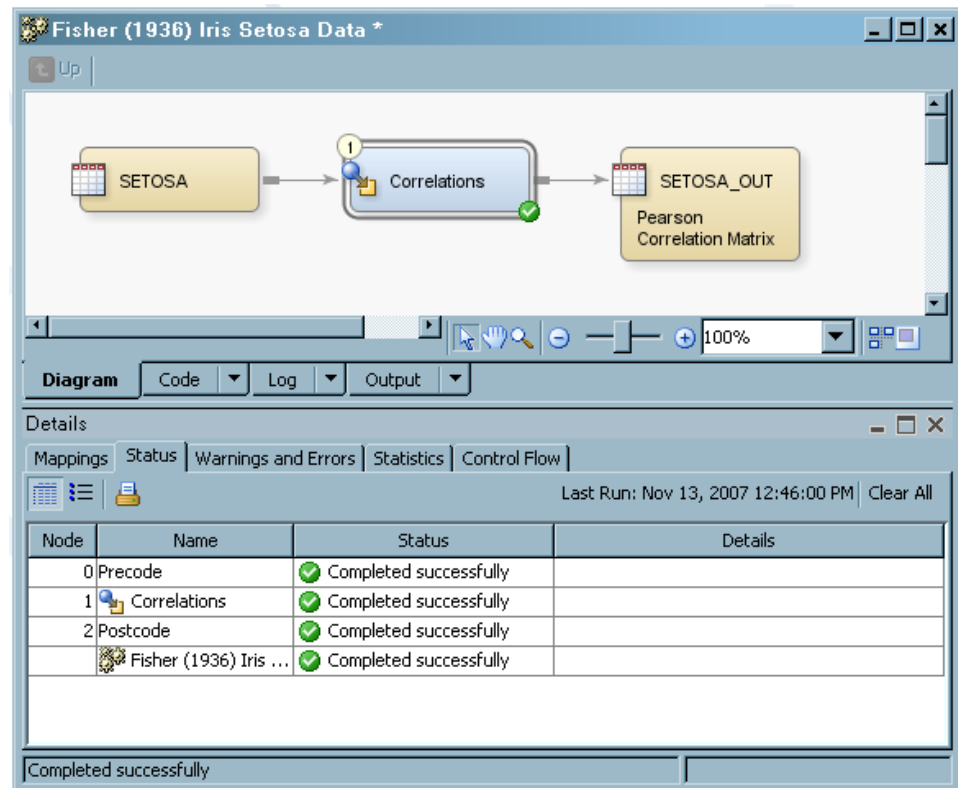 Fisher (1936) Iris Setosa Data *
Up
SETOSA
1
Correlations
SETOSA_OUT
Pearson
Correlation Matrix
100%
Diagram Code Log Output
Details
Mappings Status Warnings and Errors Statistics Control Flow
Last Run: Nov 13, 2007 12:46:00 PM Clear All
Node Name Status Details
0 Precode Completed successfully
1 Correlations Completed successfully
2 Postcode Completed successfully
Fisher (1936) Iris ... Completed successfully
Completed successfully